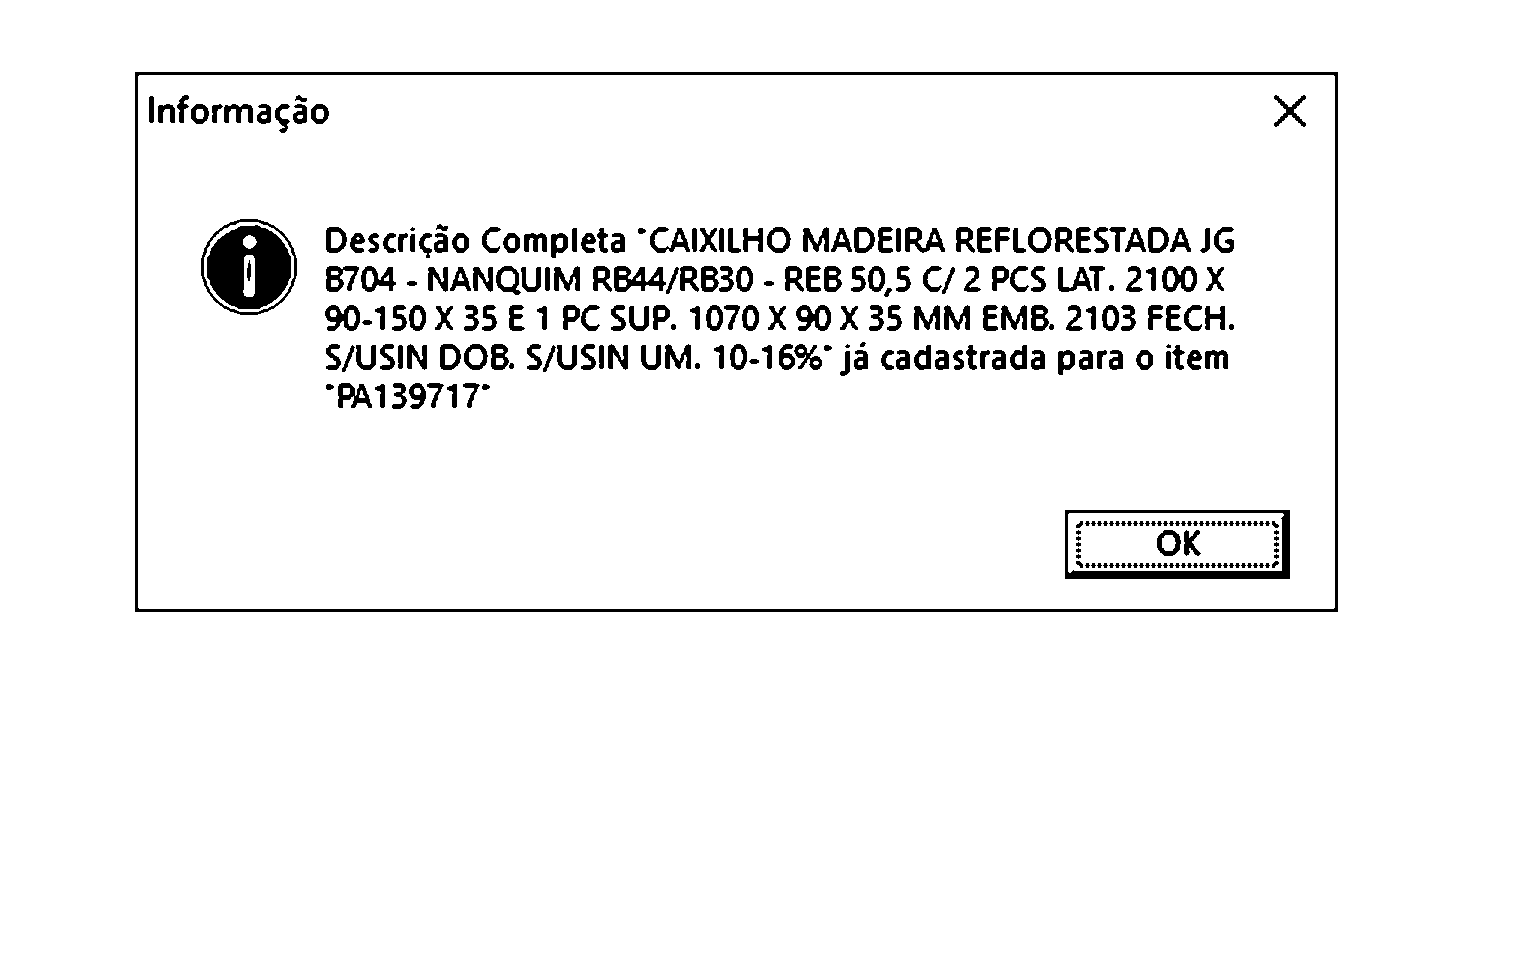 Informação
Descrição Completa "CAIXILHO MADEIRA REFLORESTADA JG
B704 - NANQUIM RB44/RB30 - REB 50,5 C/ 2 PCS LAT. 2100 X
90-150 X 35 E 1 PC SUP. 1070 X 90 X 35 MM EMB. 2103 FECH.
S/USIN DOB. S/USIN UM. 10-16%" já cadastrada para o item
"PA139717"
OK